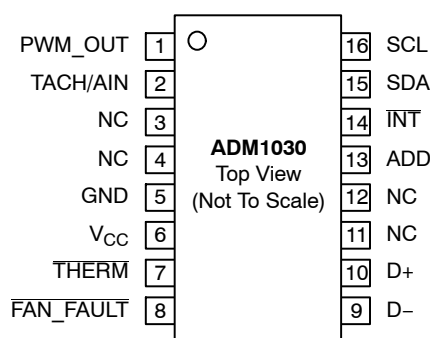 PWM_OUT 1 16 SCL
TACH/AIN 2 15 SDA
NC 3 14 INT
NC 4 ADM1030 13 ADD
Top View
GND 5 (Not To Scale) 12 NC
VCC 6 11 NC
THERM 7 10 D+
FAN_FAULT 8 9 D−